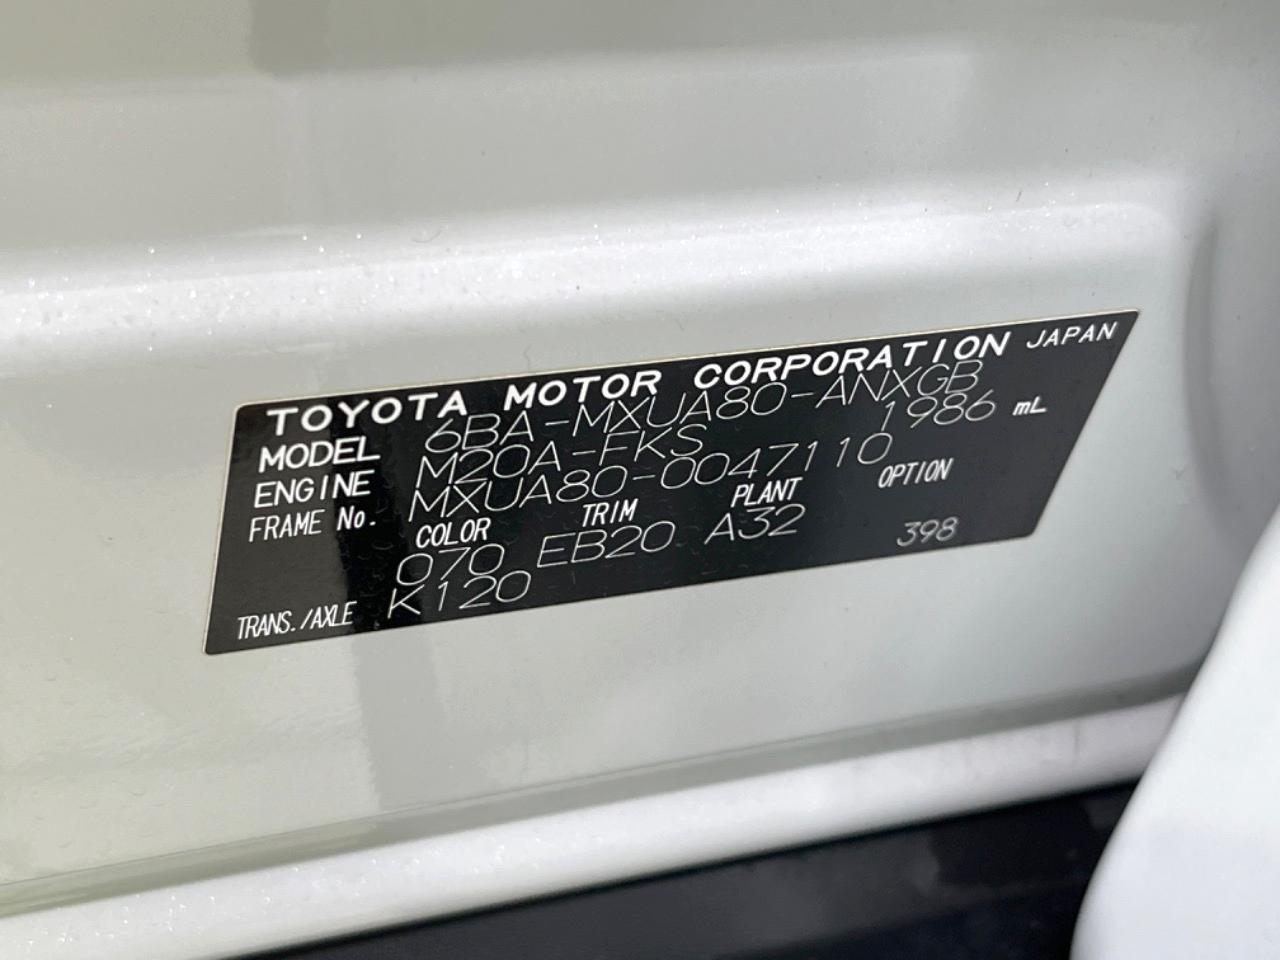 TOYOTA MOTOR CORPORATION JAPAN
MODEL 6BA-MXUA80-ANXGB
ENGINE M20A-FKS 1986 mL
FRAME No. MXUA80-0047110
COLOR TRIM PLANT OPTION
070 EB20 A32 398
TRANS./AXLE K120